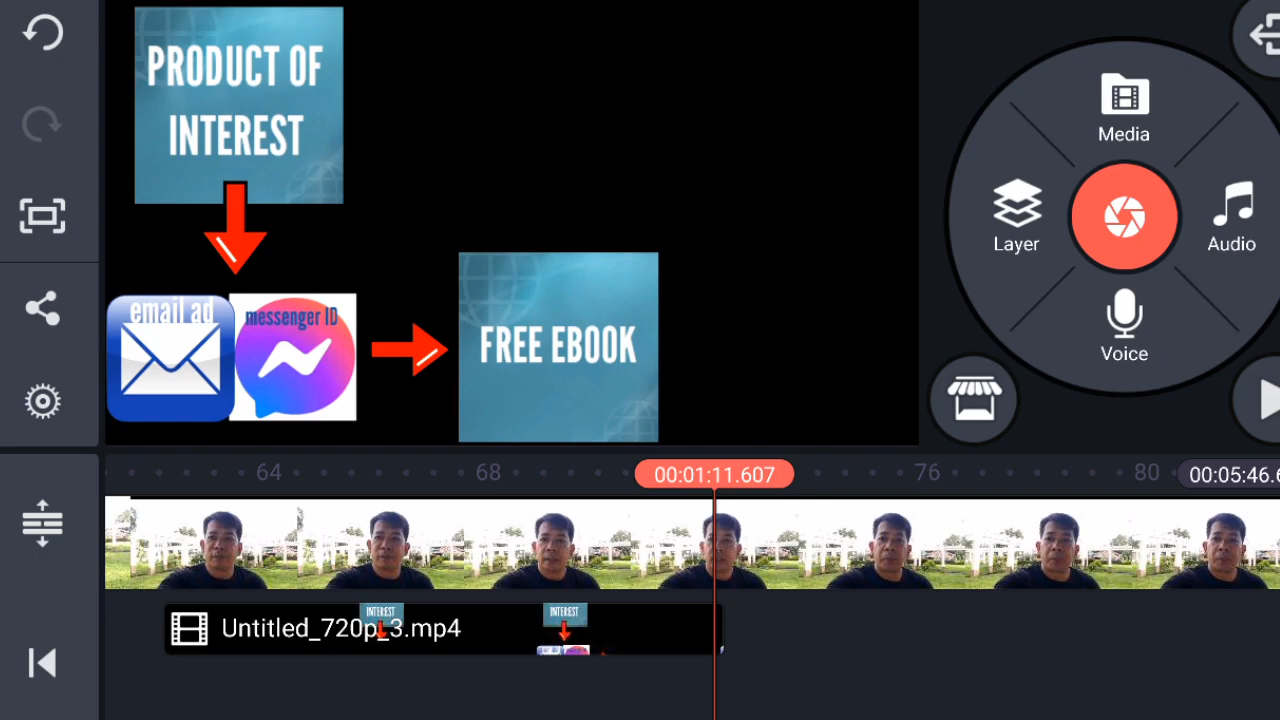 PRODUCT OF
INTEREST
email ad
messenger ID
FREE EBOOK
Media
Layer
Audio
Voice
64
68
00:01:11.607
76
80
00:05:46.6
INTEREST
INTEREST
Untitled_720p_3.mp4